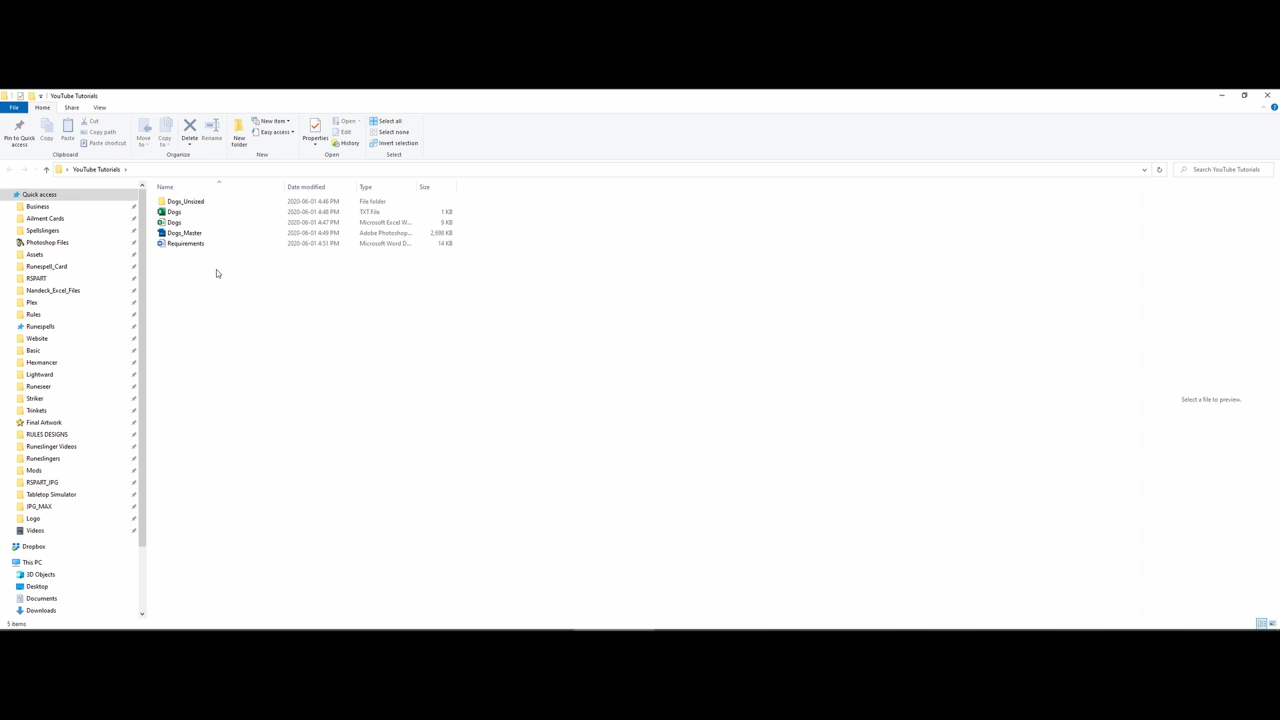 YouTube Tutorials
File Home Share View
Pin to Quick access
Copy
Paste
Cut
Copy path
Paste shortcut
Clipboard
Move to
Copy to
Delete
Rename
Organize
New folder
New item
Easy access
New
Properties
Open
Edit
History
Open
Select all
Select none
Invert selection
Select
YouTube Tutorials
Search YouTube Tutorials
Name Date modified Type Size
Dogs_Unsized 2020-06-01 4:46 PM File folder
Dogs 2020-06-01 4:48 PM TXT File 1 KB
Dogs 2020-06-01 4:47 PM Microsoft Excel W... 9 KB
Dogs_Master 2020-06-01 4:49 PM Adobe Photoshop... 2,698 KB
Requirements 2020-06-01 4:51 PM Microsoft Word D... 14 KB
Quick access
Business
Ailment Cards
Spellslingers
Photoshop Files
Assets
Runespell_Card
RSPART
Nandeck_Excel_Files
Plex
Rules
Runespells
Website
Basic
Hexmancer
Lightward
Runeseer
Striker
Trinkets
Final Artwork
RULES DESIGNS
Runeslinger Videos
Runeslingers
Mods
RSPART_JPG
Tabletop Simulator
JPG_MAX
Logo
Videos
Dropbox
This PC
3D Objects
Desktop
Documents
Downloads
Select a file to preview.
5 items